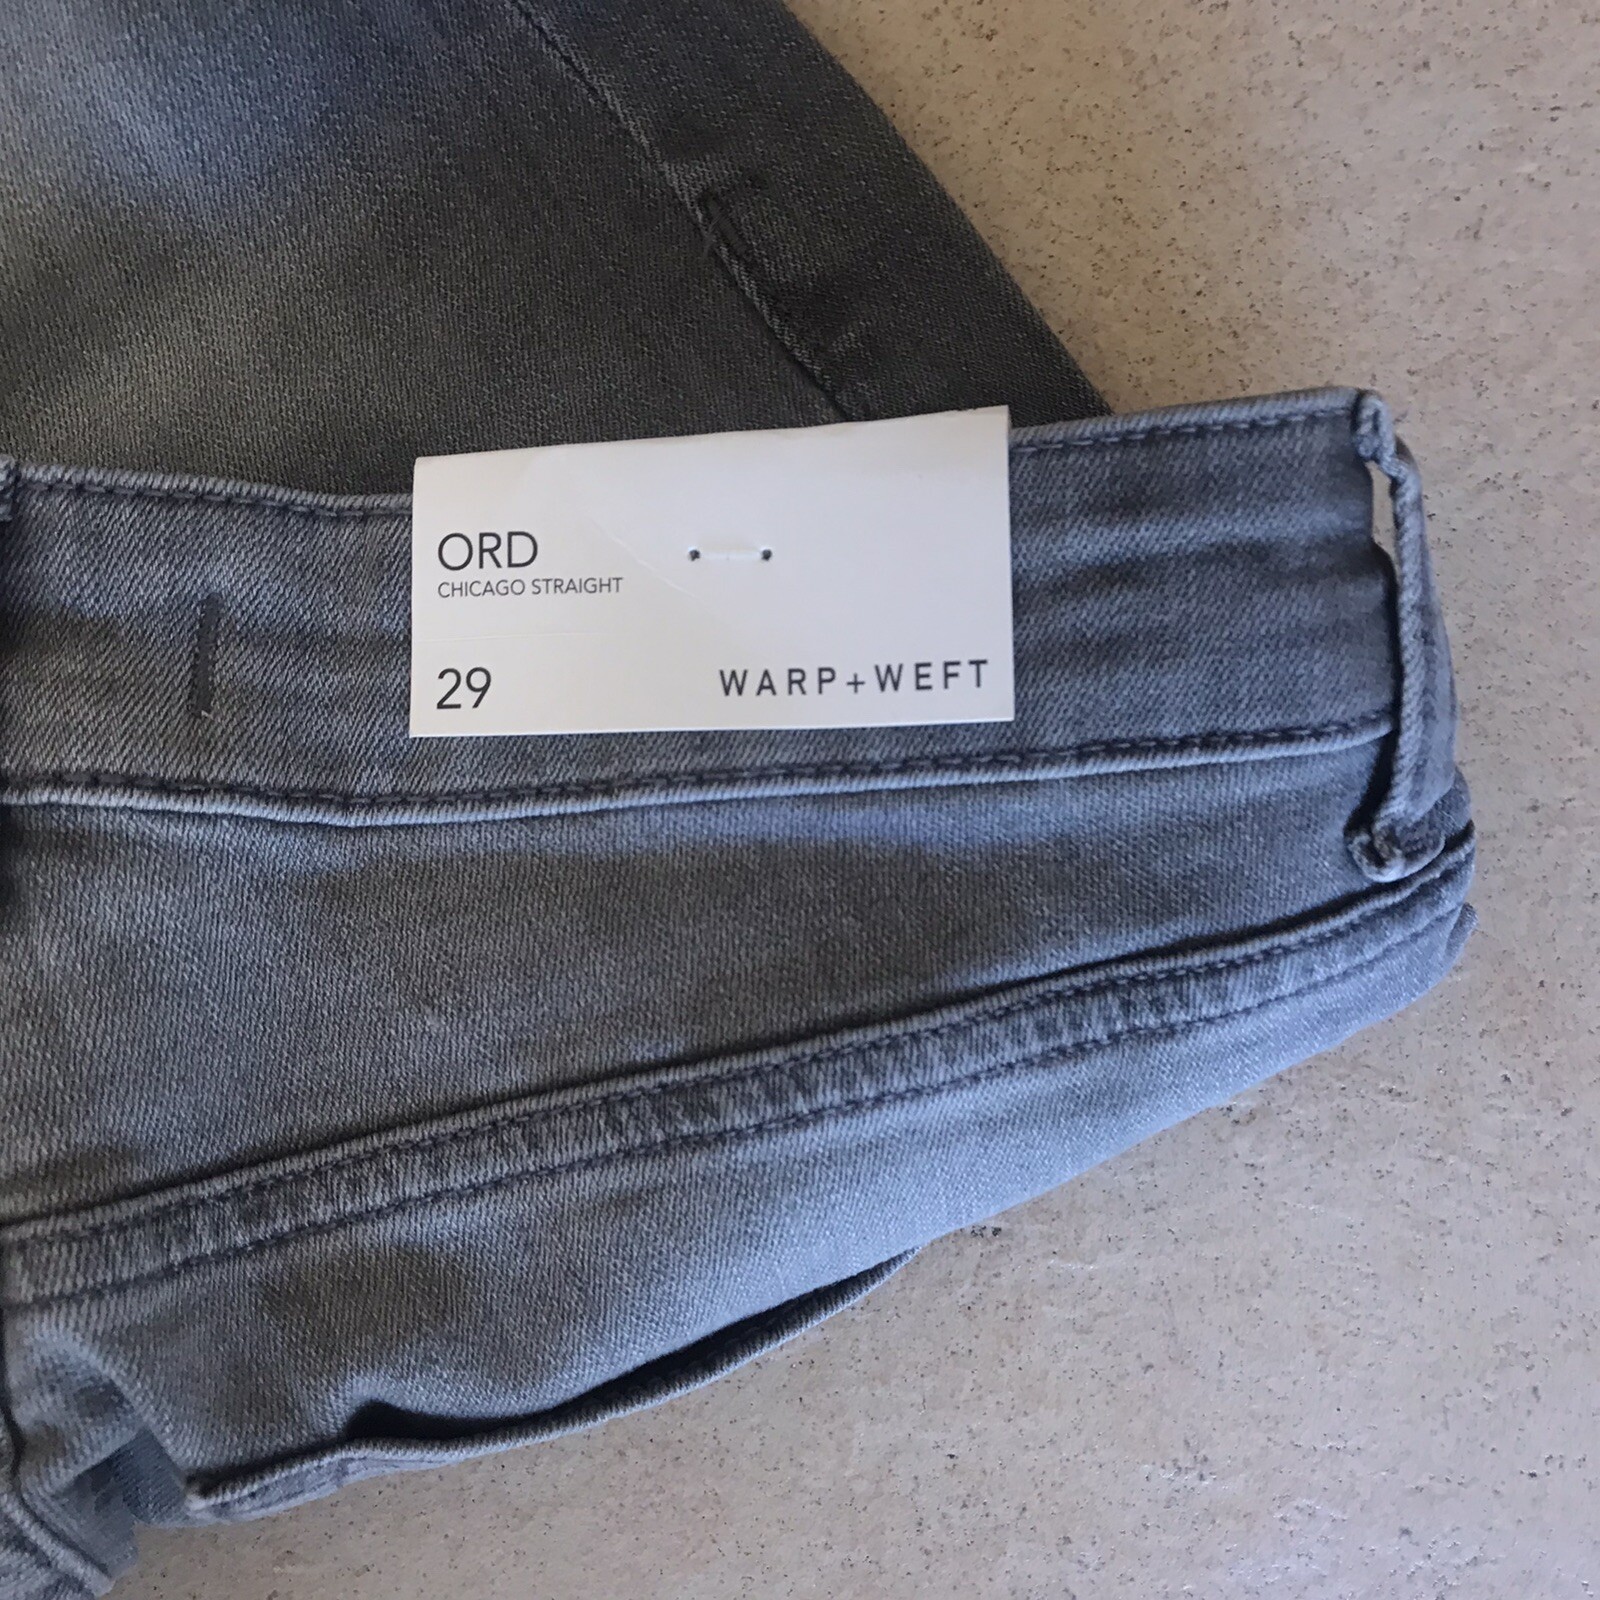 ORD
CHICAGO STRAIGHT
29
WARP+WEFT